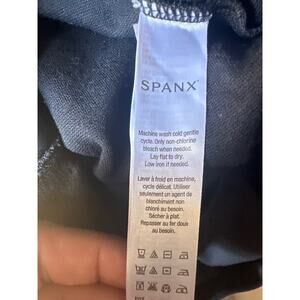 SPANX®
Machine wash cold gentle
cycle. Only non-chlorine
bleach when needed.
Lay flat to dry.
Low iron if needed.
Laver à froid en machine,
cycle délicat. Utiliser
seulement un agent de
blanchiment non
chloré au besoin.
Sécher à plat.
Repasser au fer doux
au besoin.